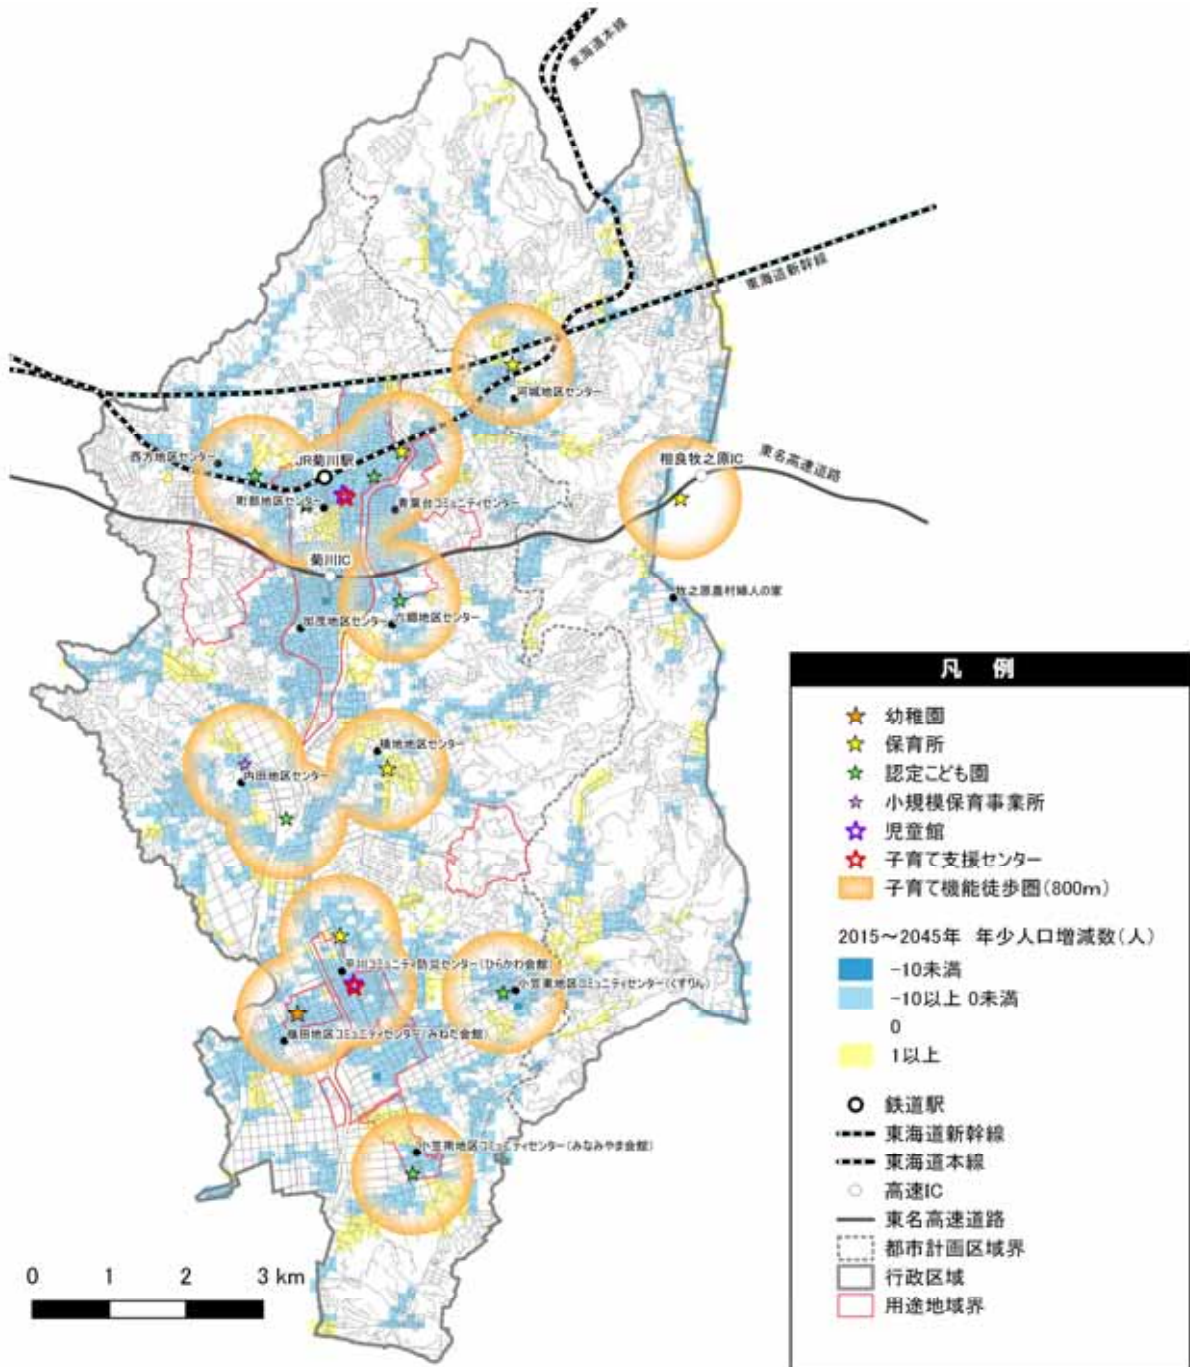 東海道本線
東海道新幹線
河城地区センター
西方地区センター
JR菊川駅
相良牧之原IC
東名高速道路
町部地区センター
青葉台コミュニティセンター
菊川IC
牧之原農村婦人の家
加茂地区センター
六郷地区センター
横地地区センター
内田地区センター
平川コミュニティ防災センター(ひらかわ会館)
小笠東地区コミュニティセンター(くすりん)
嶺田地区コミュニティセンター(みねだ会館)
小笠南地区コミュニティセンター(みなみやま会館)
凡 例
幼稚園
保育所
認定こども園
小規模保育事業所
児童館
子育て支援センター
子育て機能徒歩圏(800m)
2015～2045年 年少人口増減数(人)
-10未満
-10以上 0未満
0
1以上
鉄道駅
東海道新幹線
東海道本線
高速IC
東名高速道路
都市計画区域界
行政区域
用途地域界
0 1 2 3 km